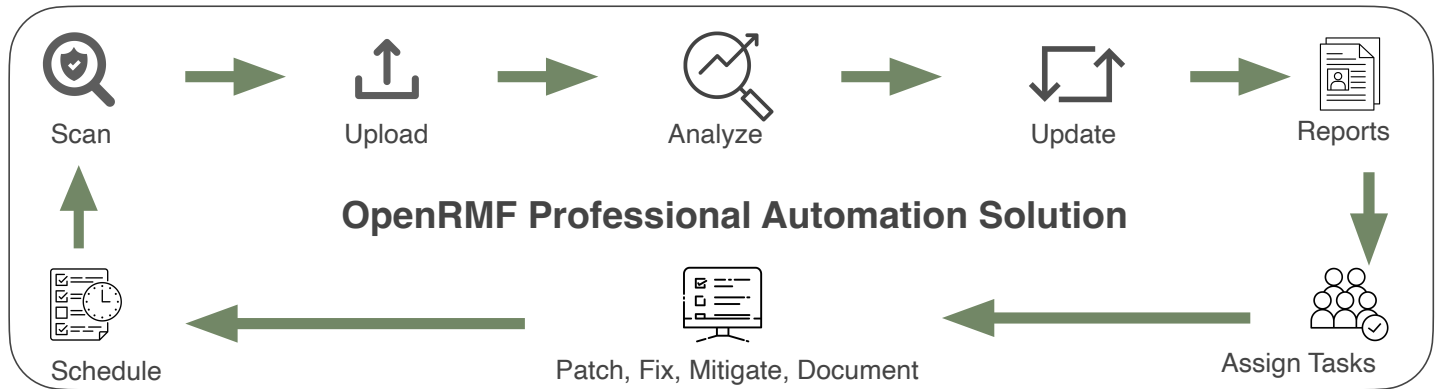 Scan
Upload
Analyze
Update
Reports
OpenRMF Professional Automation Solution
Schedule
Patch, Fix, Mitigate, Document
Assign Tasks